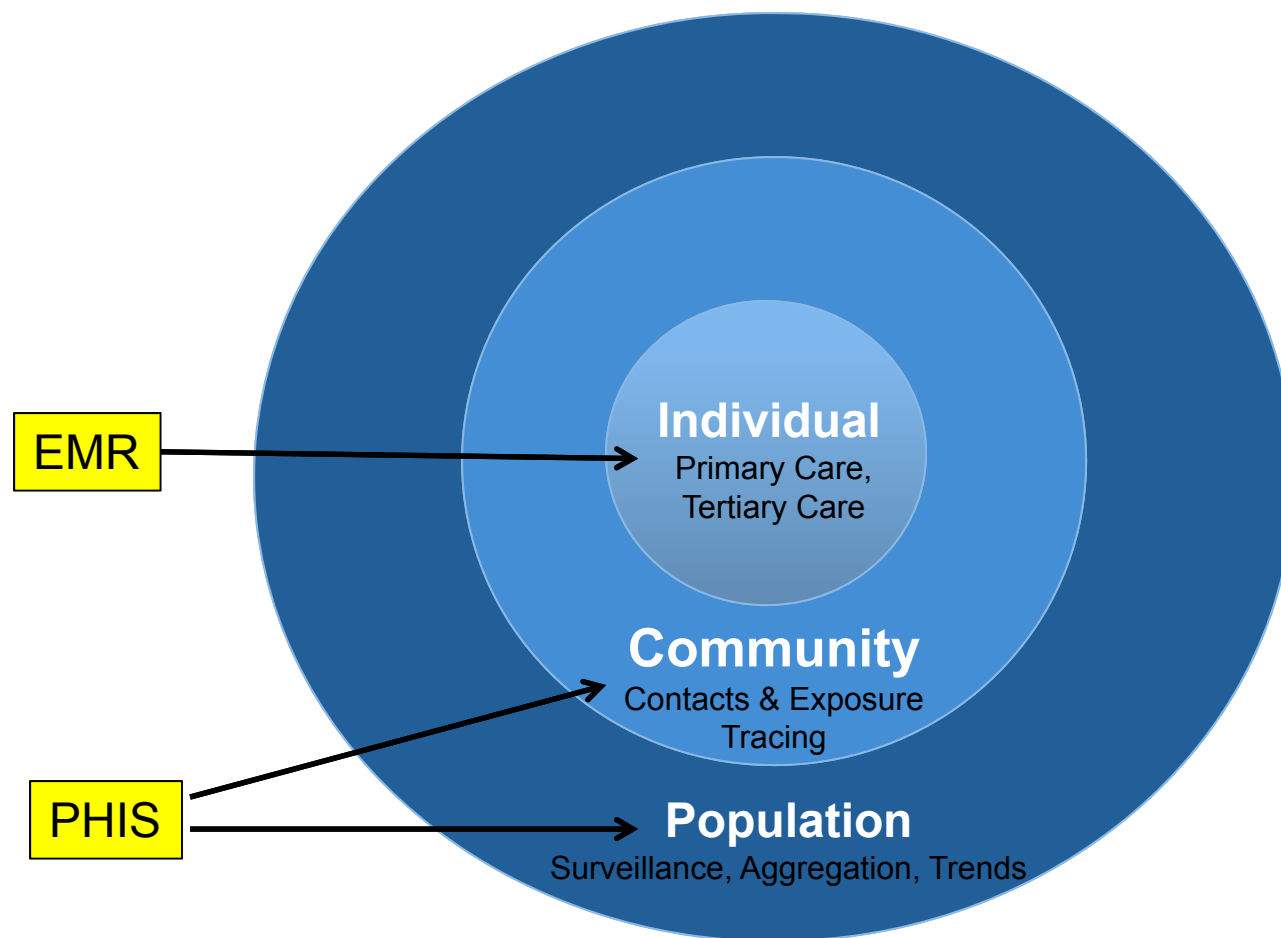 Individual
Primary Care,
Tertiary Care
EMR
Community
Contacts & Exposure
Tracing
PHIS
Population
Surveillance, Aggregation, Trends